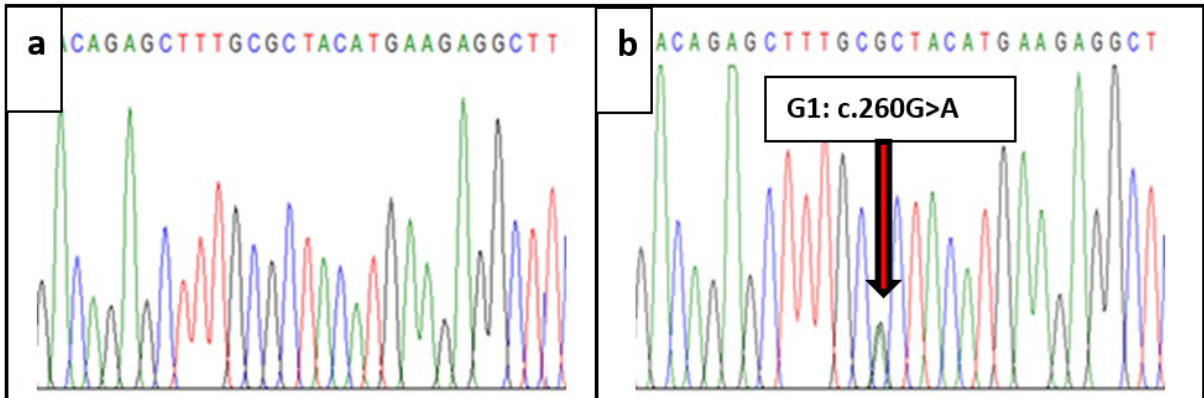 a
ACAGAGCTTTGCGCTACATGAAGAGGCTT
b
ACAGAGCTTTGCGCTACATGAAGAGGCT
G1: c.260G>A